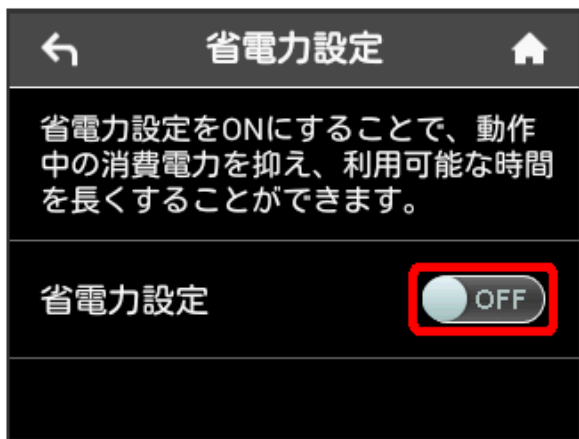 省電力設定
省電力設定をONにすることで、動作
中の消費電力を抑え、利用可能な時間
を長くすることができます。
省電力設定
OFF